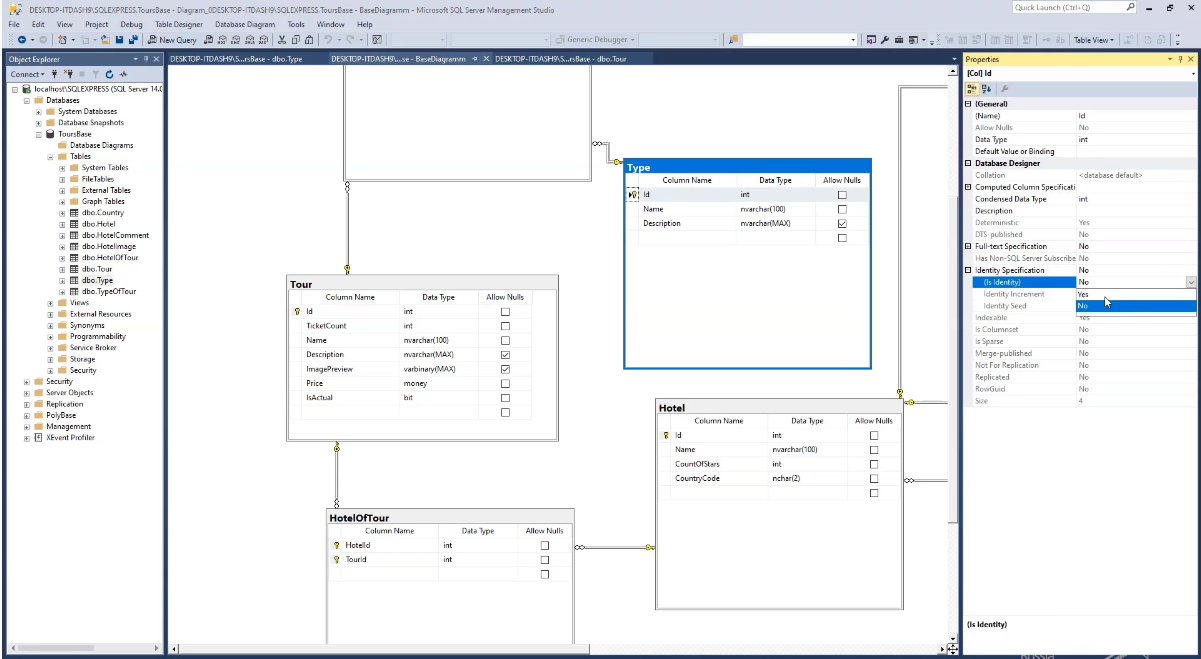 DESKTOP-ITDASH9\SQLEXPRESS.ToursBase - Diagram_0DESKTOP-ITDASH9\SQLEXPRESS.ToursBase - BaseDiagramm - Microsoft SQL Server Management Studio
Quick Launch (Ctrl+Q)
File Edit View Project Debug Table Designer Database Diagram Tools Window Help
New Query
Generic Debugger
Table View
Object Explorer
Connect
localhost\SQLEXPRESS (SQL Server 14.0
Databases
System Databases
Database Snapshots
ToursBase
Database Diagrams
Tables
System Tables
FileTables
External Tables
Graph Tables
dbo.Country
dbo.Hotel
dbo.HotelComment
dbo.HotelImage
dbo.HotelOfTour
dbo.Tour
dbo.Type
dbo.TypeOfTour
Views
External Resources
Synonyms
Programmability
Service Broker
Storage
Security
Security
Server Objects
Replication
PolyBase
Management
XEvent Profiler
DESKTOP-ITDASH9\S...rsBase - dbo.Type
DESKTOP-ITDASH9\...se - BaseDiagramm
DESKTOP-ITDASH9\S...rsBase - dbo.Tour
Type
Column Name Data Type Allow Nulls
Id int
Name nvarchar(100)
Description nvarchar(MAX)
Tour
Column Name Data Type Allow Nulls
Id int
TicketCount int
Name nvarchar(100)
Description nvarchar(MAX)
ImagePreview varbinary(MAX)
Price money
IsActual bit
Hotel
Column Name Data Type Allow Nulls
Id int
Name nvarchar(100)
CountOfStars int
CountryCode nchar(2)
HotelOfTour
Column Name Data Type Allow Nulls
HotelId int
TourId int
Properties
[Col] Id
(General)
(Name) Id
Allow Nulls No
Data Type int
Default Value or Binding
Database Designer
Collation <database default>
Computed Column Specificati
Condensed Data Type int
Description
Deterministic Yes
DTS-published No
Full-text Specification No
Has Non-SQL Server Subscribe No
Identity Specification No
(Is Identity) No
Identity Increment Yes
Identity Seed No
Indexable Yes
Is Columnset No
Is Sparse No
Merge-published No
Not For Replication No
Replicated No
RowGuid No
Size 4
(Is Identity)